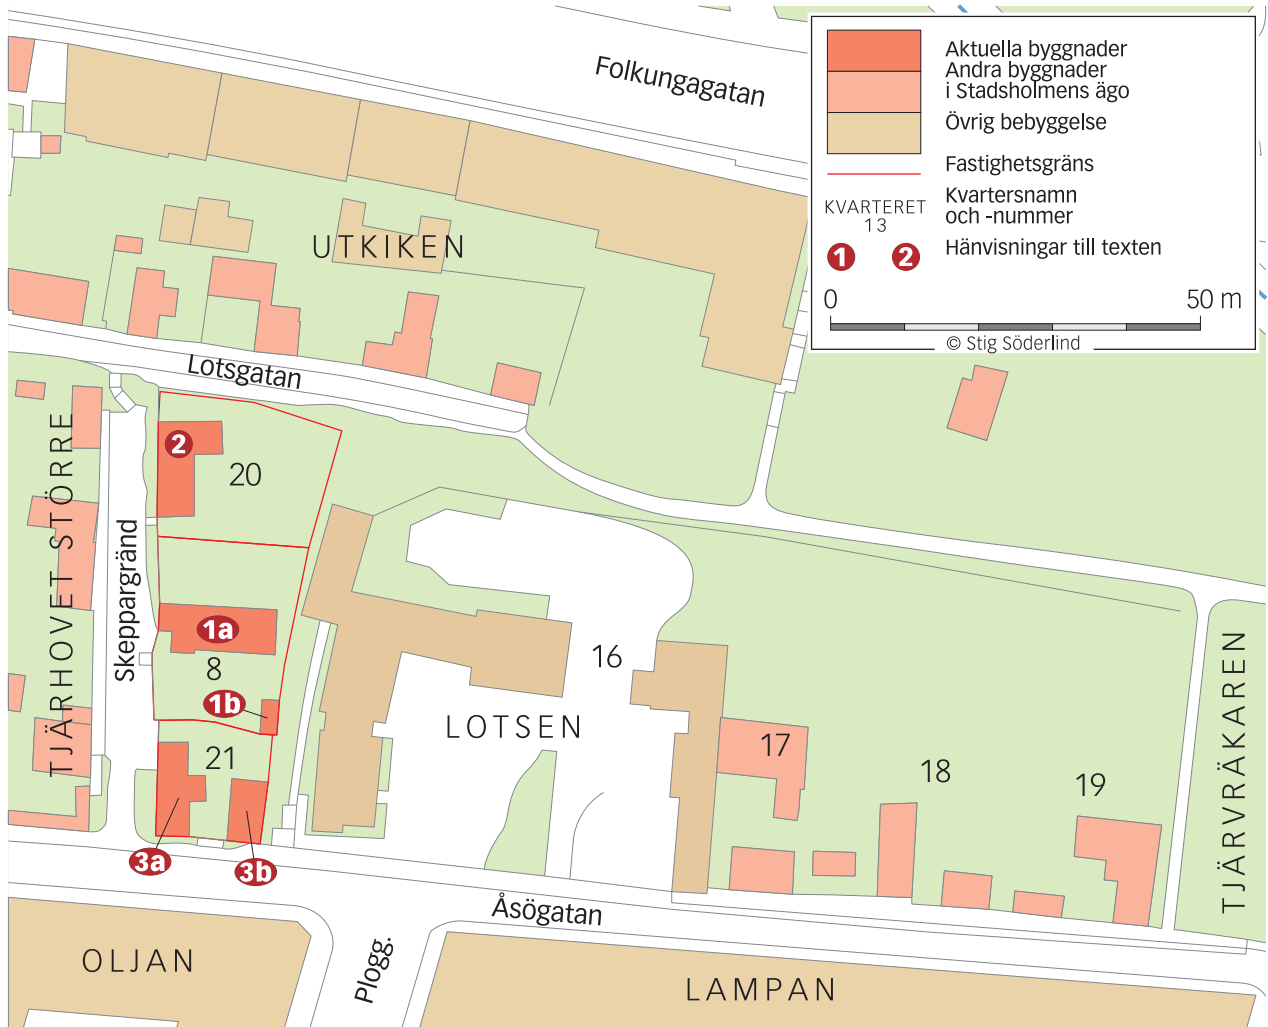 Folkungagatan
Aktuella byggnader
Andra byggnader
i Stadsholmens ägo
Övrig bebyggelse
Fastighetsgräns
KVARTERET
13
Kvartersnamn
och -nummer
1 2
Hänvisningar till texten
0 50 m
© Stig Söderlind
UTKIKEN
Lotsgatan
TJÄRHOVET STÖRRE
Skeppargränd
2
20
1a
8
1b
21
3a
3b
16
LOTSEN
17
18
19
TJÄRVRÄKAREN
Åsögatan
Plogg.
OLJAN
LAMPAN